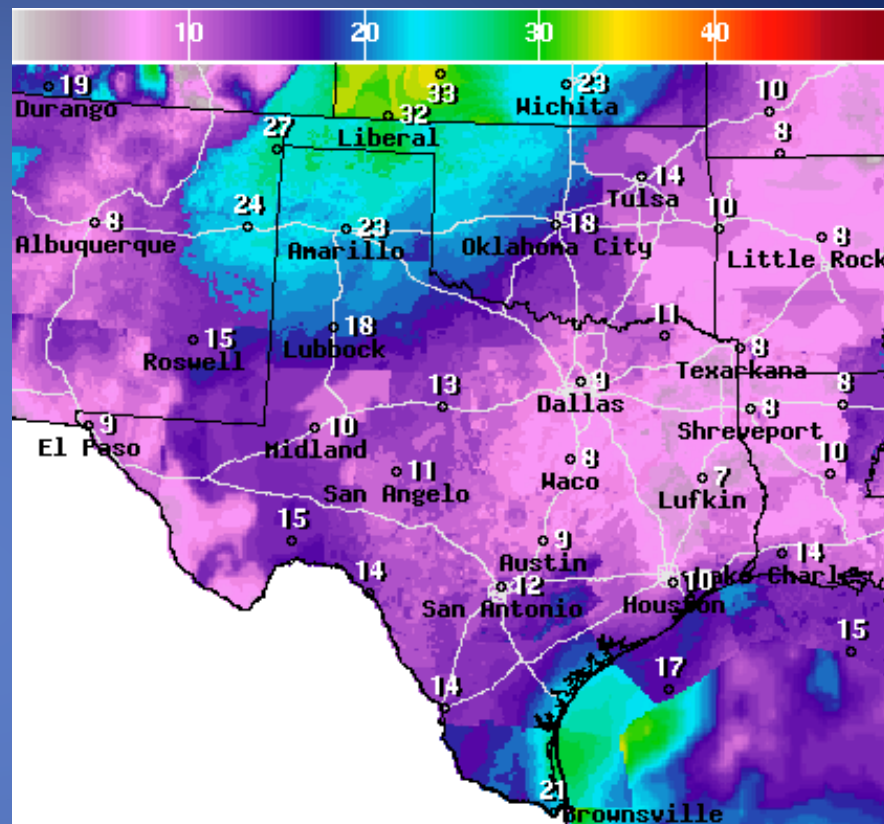 10 20 30 40
19 33 23 10
Durango 32 Wichita
27 Liberal 8
14
Tulsa
8 24 23 18 10 8
Albuquerque Amarillo Oklahoma City Little Rock
15 18 11 8
Roswell Lubbock Texarkana
13 9 8 8
Dallas Shreveport
9 10
El Paso Midland
11 8 7 10
San Angelo Waco Lufkin
15 9 14
Austin Lake Charles
14 12 10
San Antonio Houston
15
17
14
21
Brownsville